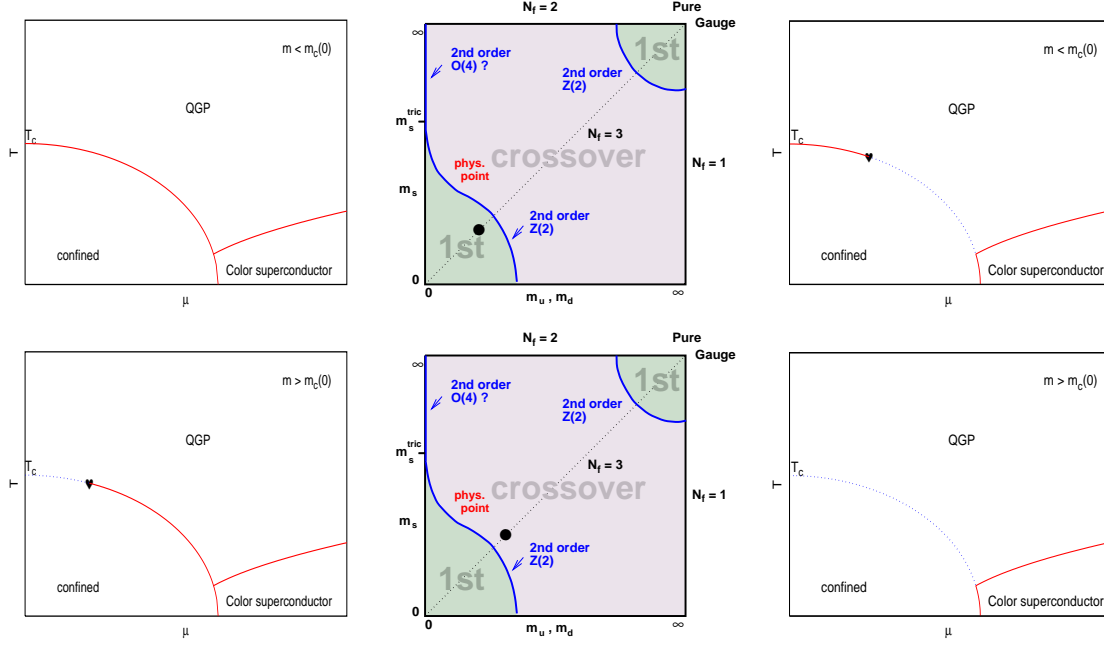 m < m_c(0)
QGP
T_c
T
confined
Color superconductor
μ
N_f = 2
Pure
Gauge
∞
2nd order
O(4) ?
1st
2nd order
Z(2)
m_s^tric
N_f = 3
crossover
phys.
point
N_f = 1
m_s
2nd order
Z(2)
1st
0
0
m_u , m_d
∞
m < m_c(0)
QGP
T_c
T
confined
Color superconductor
μ
m > m_c(0)
QGP
T_c
T
confined
Color superconductor
μ
N_f = 2
Pure
Gauge
∞
2nd order
O(4) ?
1st
2nd order
Z(2)
m_s^tric
N_f = 3
crossover
phys.
point
N_f = 1
m_s
2nd order
Z(2)
1st
0
0
m_u , m_d
∞
m > m_c(0)
QGP
T_c
T
confined
Color superconductor
μ